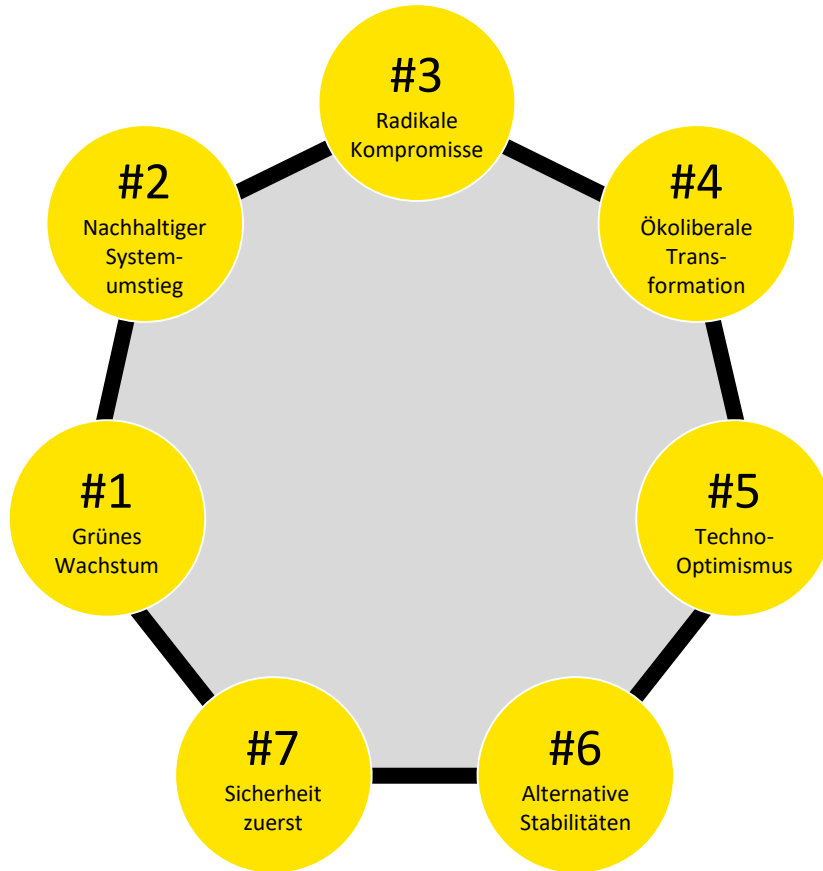 #3
Radikale
Kompromisse
#2
Nachhaltiger
System-
umstieg
#4
Ökoliberale
Trans-
formation
#1
Grünes
Wachstum
#5
Techno-
Optimismus
#7
Sicherheit
zuerst
#6
Alternative
Stabilitäten